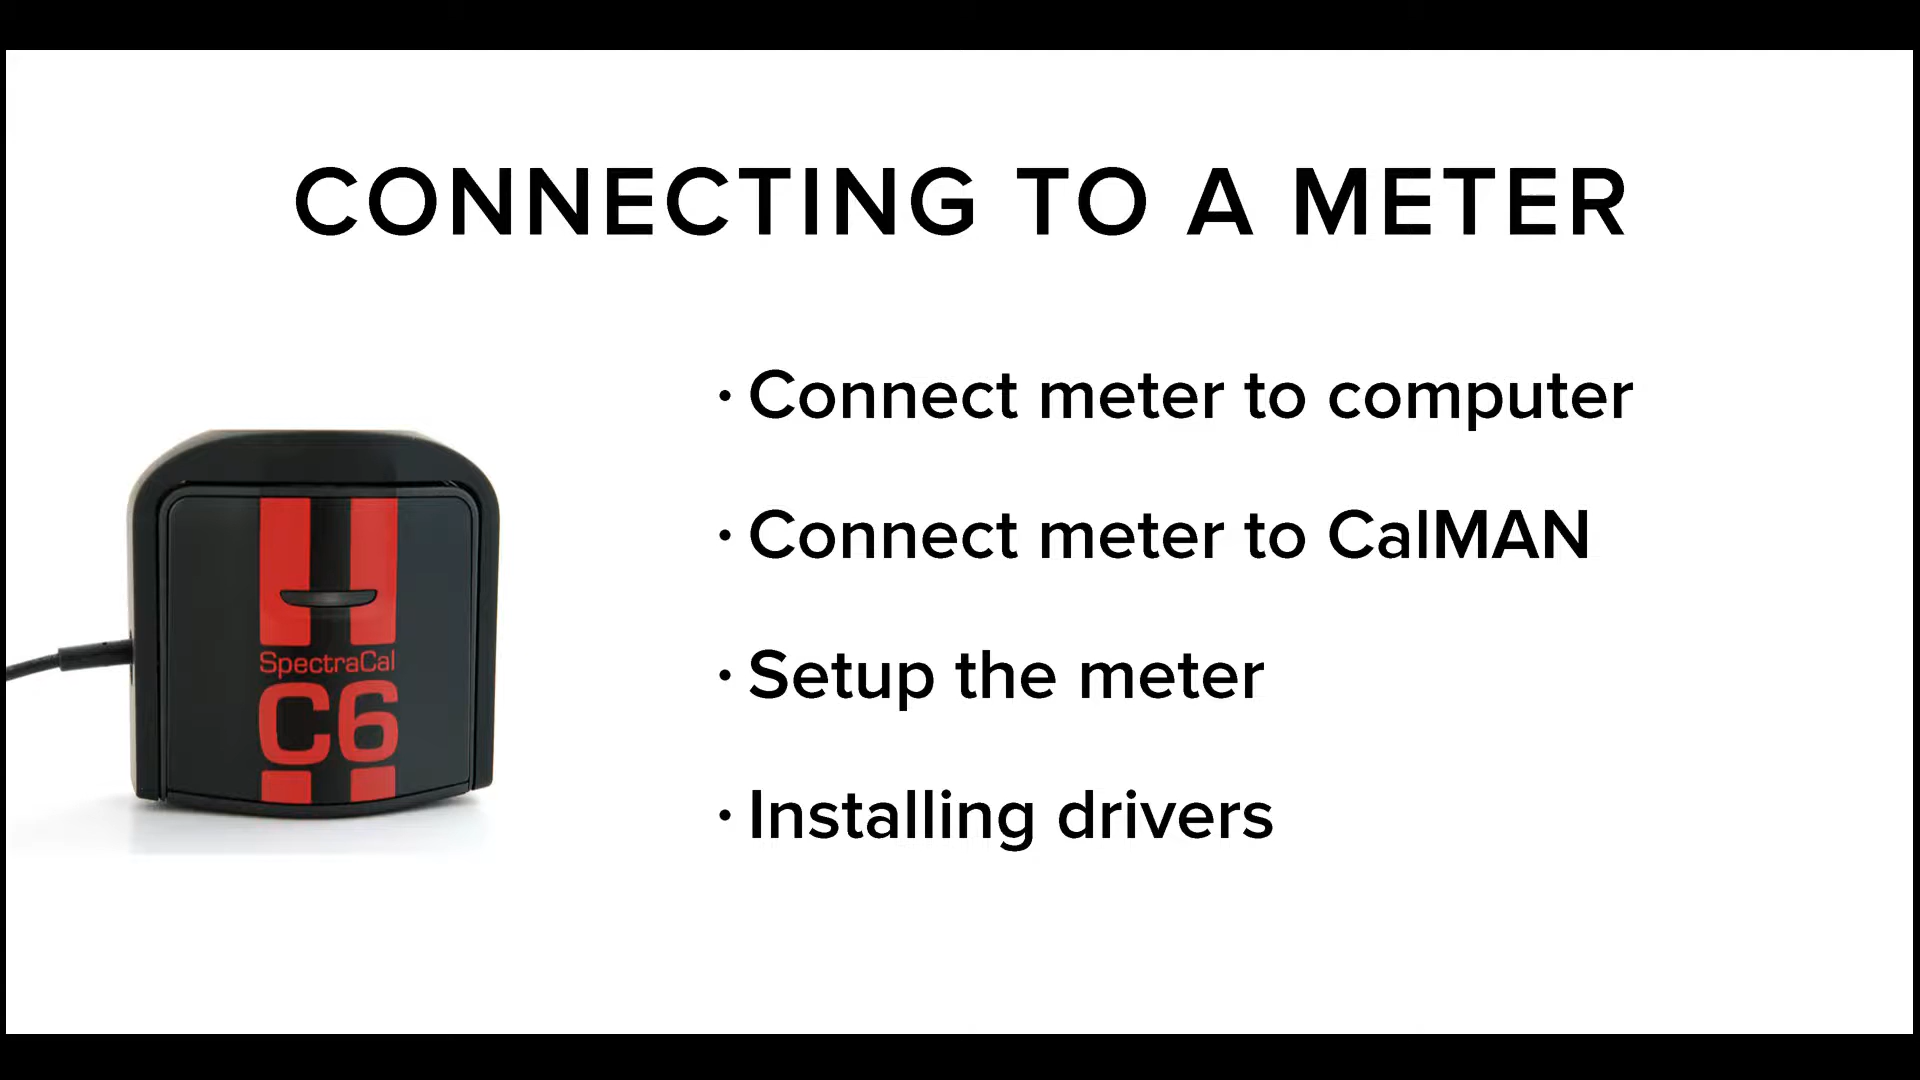 CONNECTING TO A METER
· Connect meter to computer
· Connect meter to CalMAN
· Setup the meter
· Installing drivers
SpectraCal
C6